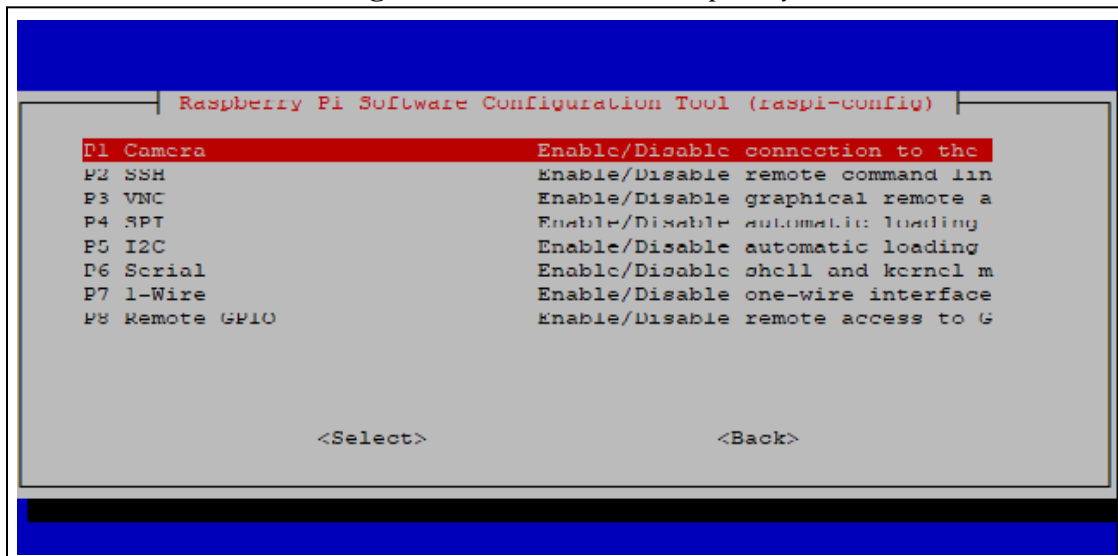 Raspberry Pi Software Configuration Tool (raspi-config)
P1 Camera Enable/Disable connection to the
P2 SSH Enable/Disable remote command lin
P3 VNC Enable/Disable graphical remote a
P4 SPI Enable/Disable automatic loading
P5 I2C Enable/Disable automatic loading
P6 Serial Enable/Disable shell and kernel m
P7 1-Wire Enable/Disable one-wire interface
P8 Remote GPIO Enable/Disable remote access to G
<Select> <Back>